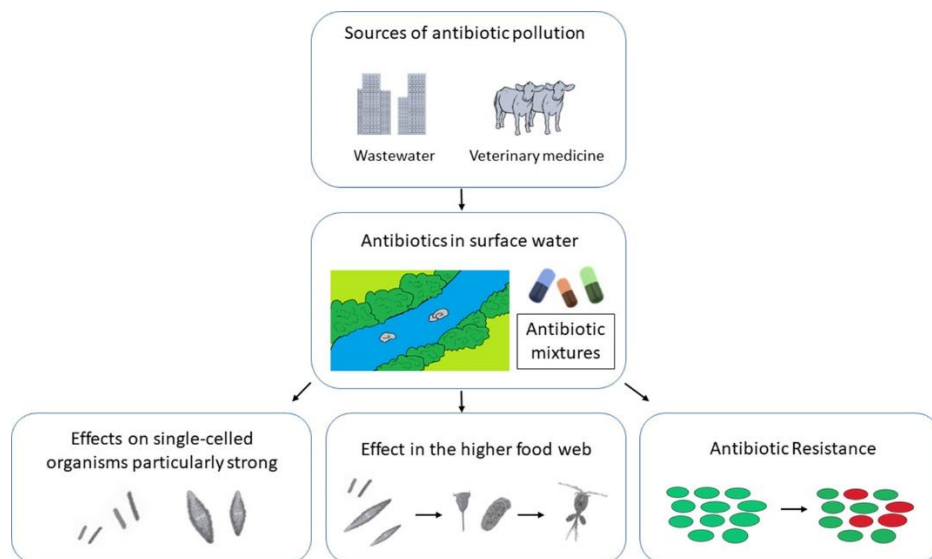 Sources of antibiotic pollution
Wastewater
Veterinary medicine
Antibiotics in surface water
Antibiotic
mixtures
Effects on single-celled
organisms particularly strong
Effect in the higher food web
Antibiotic Resistance